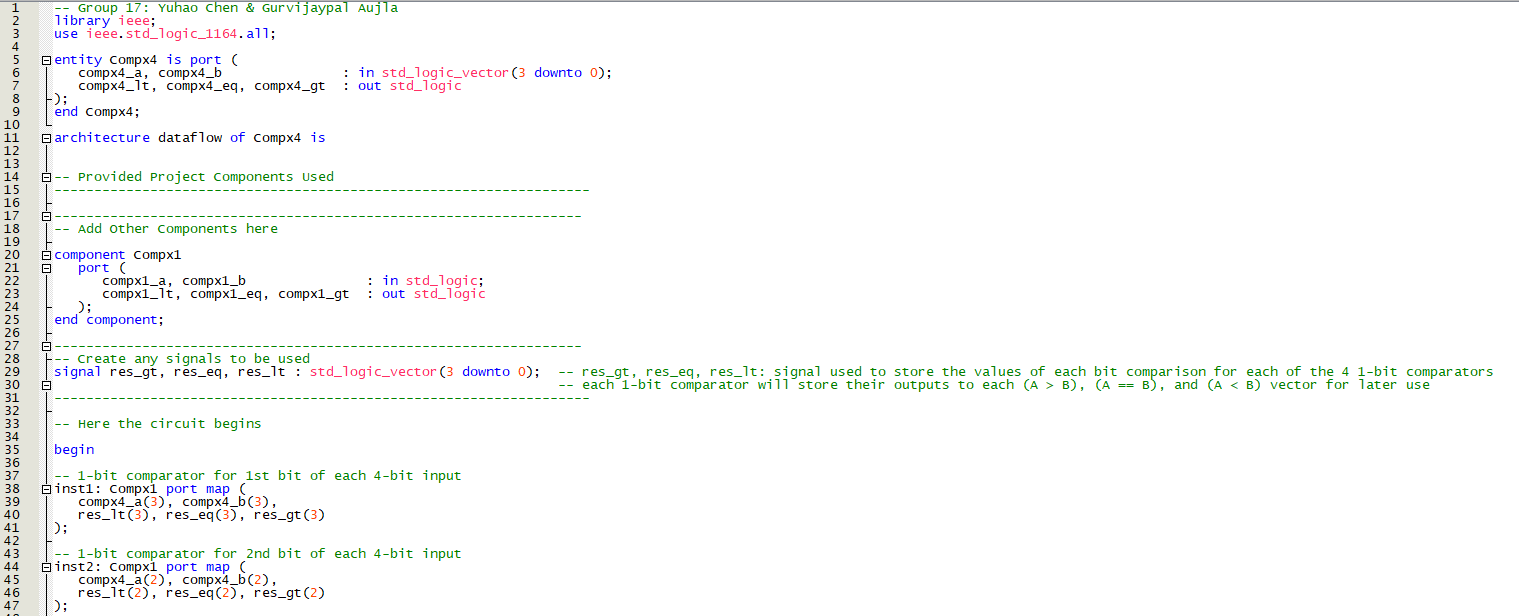 1 -- Group 17: Yuhao Chen & Gurvijaypal Aujla
2 library ieee;
3 use ieee.std_logic_1164.all;
4
5 entity Compx4 is port (
6 compx4_a, compx4_b : in std_logic_vector(3 downto 0);
7 compx4_lt, compx4_eq, compx4_gt : out std_logic
8 );
9 end Compx4;
10
11 architecture dataflow of Compx4 is
12
13
14 -- Provided Project Components Used
15 -------------------------------------------------------------------
16
17 ------------------------------------------------------------------
18 -- Add Other Components here
19
20 component Compx1
21 port (
22 compx1_a, compx1_b : in std_logic;
23 compx1_lt, compx1_eq, compx1_gt : out std_logic
24 );
25 end component;
26
27 ------------------------------------------------------------------
28 -- Create any signals to be used
29 signal res_gt, res_eq, res_lt : std_logic_vector(3 downto 0); -- res_gt, res_eq, res_lt: signal used to store the values of each bit comparison for each of the 4 1-bit comparators
30 -- each 1-bit comparator will store their outputs to each (A > B), (A == B), and (A < B) vector for later use
31 -------------------------------------------------------------------
32
33 -- Here the circuit begins
34
35 begin
36
37 -- 1-bit comparator for 1st bit of each 4-bit input
38 inst1: Compx1 port map (
39 compx4_a(3), compx4_b(3),
40 res_lt(3), res_eq(3), res_gt(3)
41 );
42
43 -- 1-bit comparator for 2nd bit of each 4-bit input
44 inst2: Compx1 port map (
45 compx4_a(2), compx4_b(2),
46 res_lt(2), res_eq(2), res_gt(2)
47 );